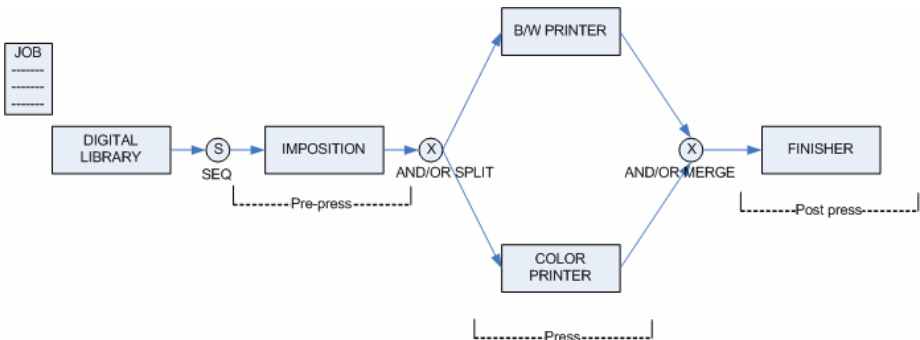 B/W PRINTER
JOB
DIGITAL
LIBRARY
S
SEQ
IMPOSITION
X
AND/OR SPLIT
X
AND/OR MERGE
FINISHER
Pre-press
Post press
COLOR
PRINTER
Press